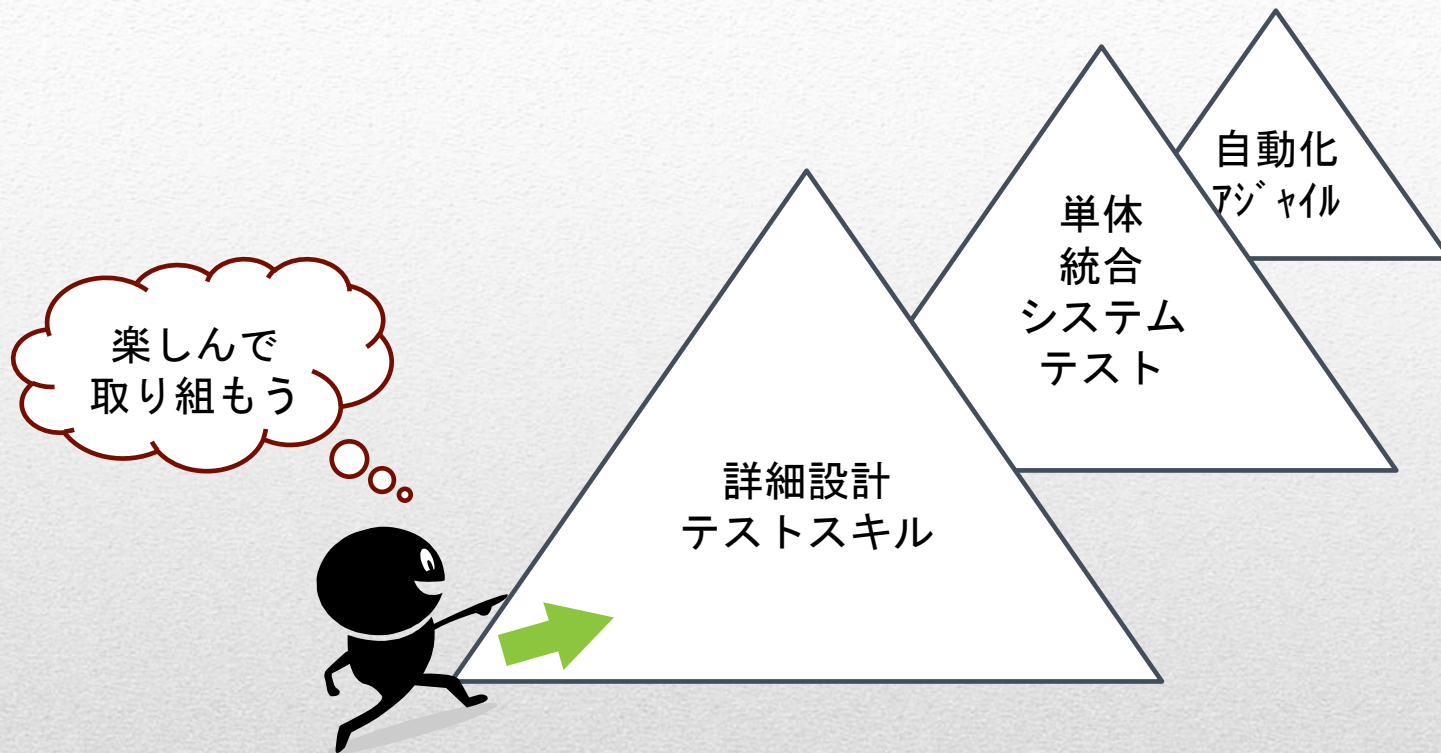 楽しんで
取り組もう
詳細設計
テストスキル
単体
統合
システム
テスト
自動化
ｱｼﾞｬｲﾙ